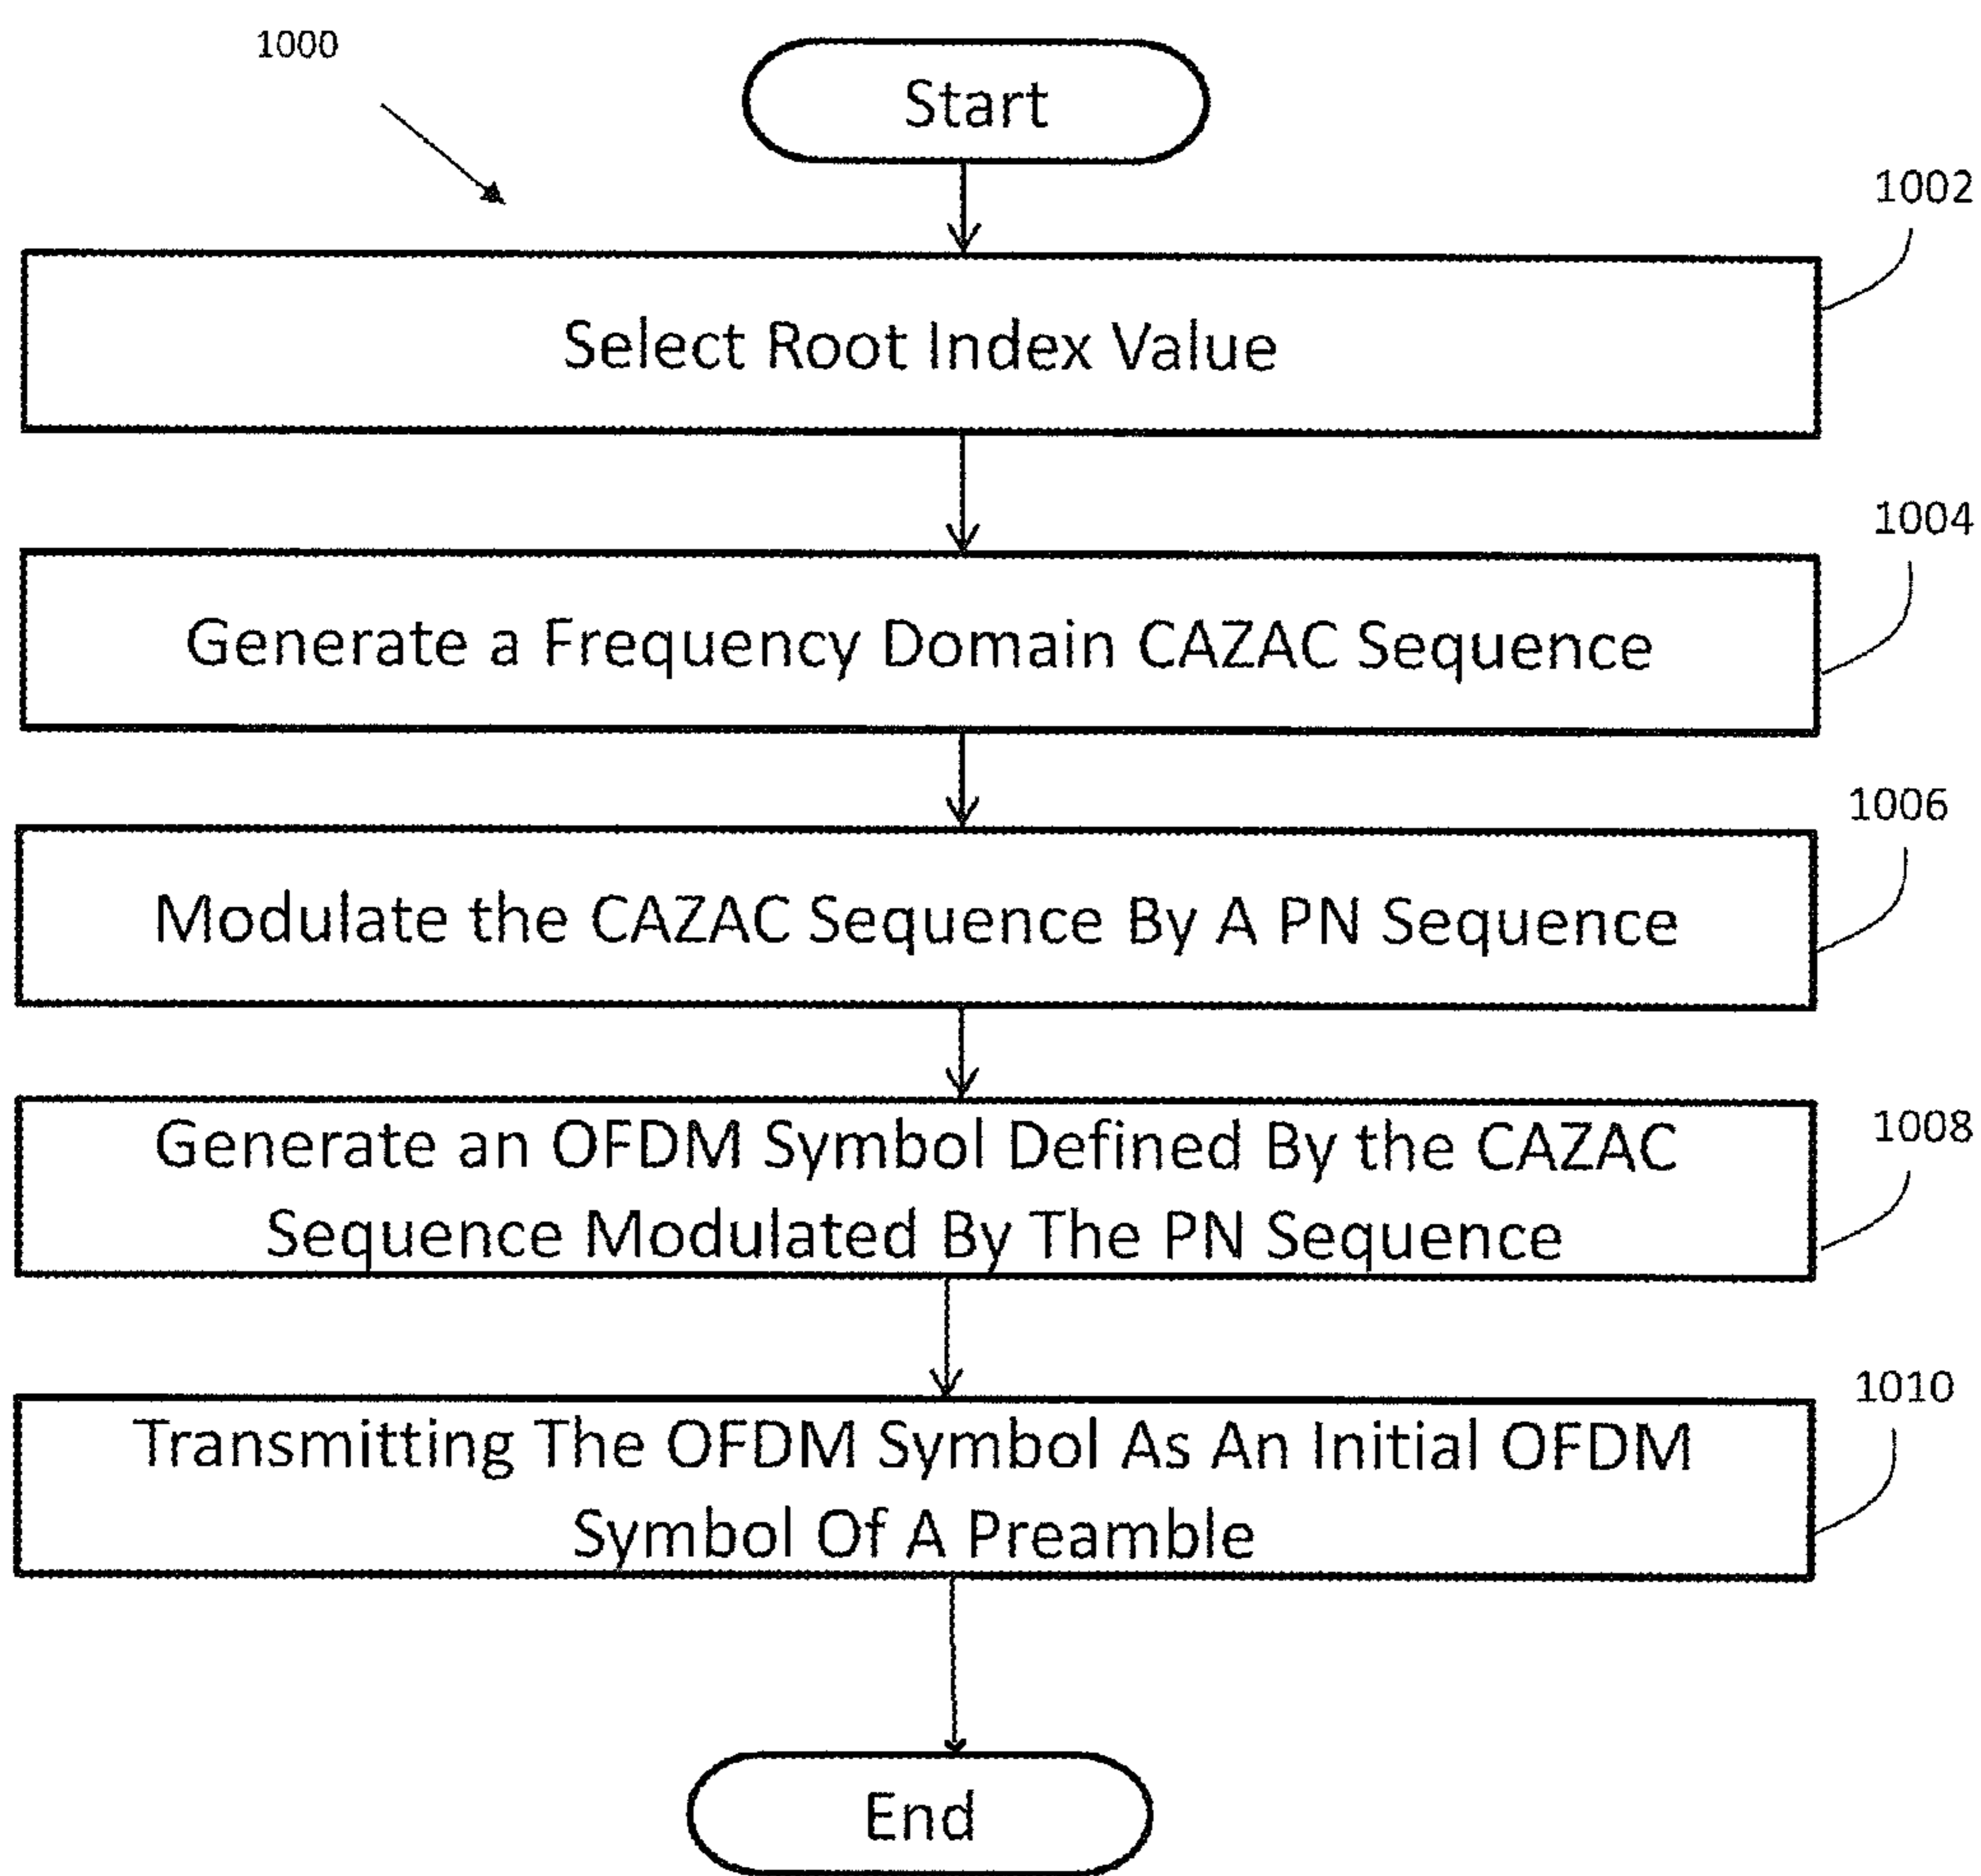 1000
Start
1002
Select Root Index Value
1004
Generate a Frequency Domain CAZAC Sequence
1006
Modulate the CAZAC Sequence By A PN Sequence
1008
Generate an OFDM Symbol Defined By the CAZAC
Sequence Modulated By The PN Sequence
1010
Transmitting The OFDM Symbol As An Initial OFDM
Symbol Of A Preamble
End